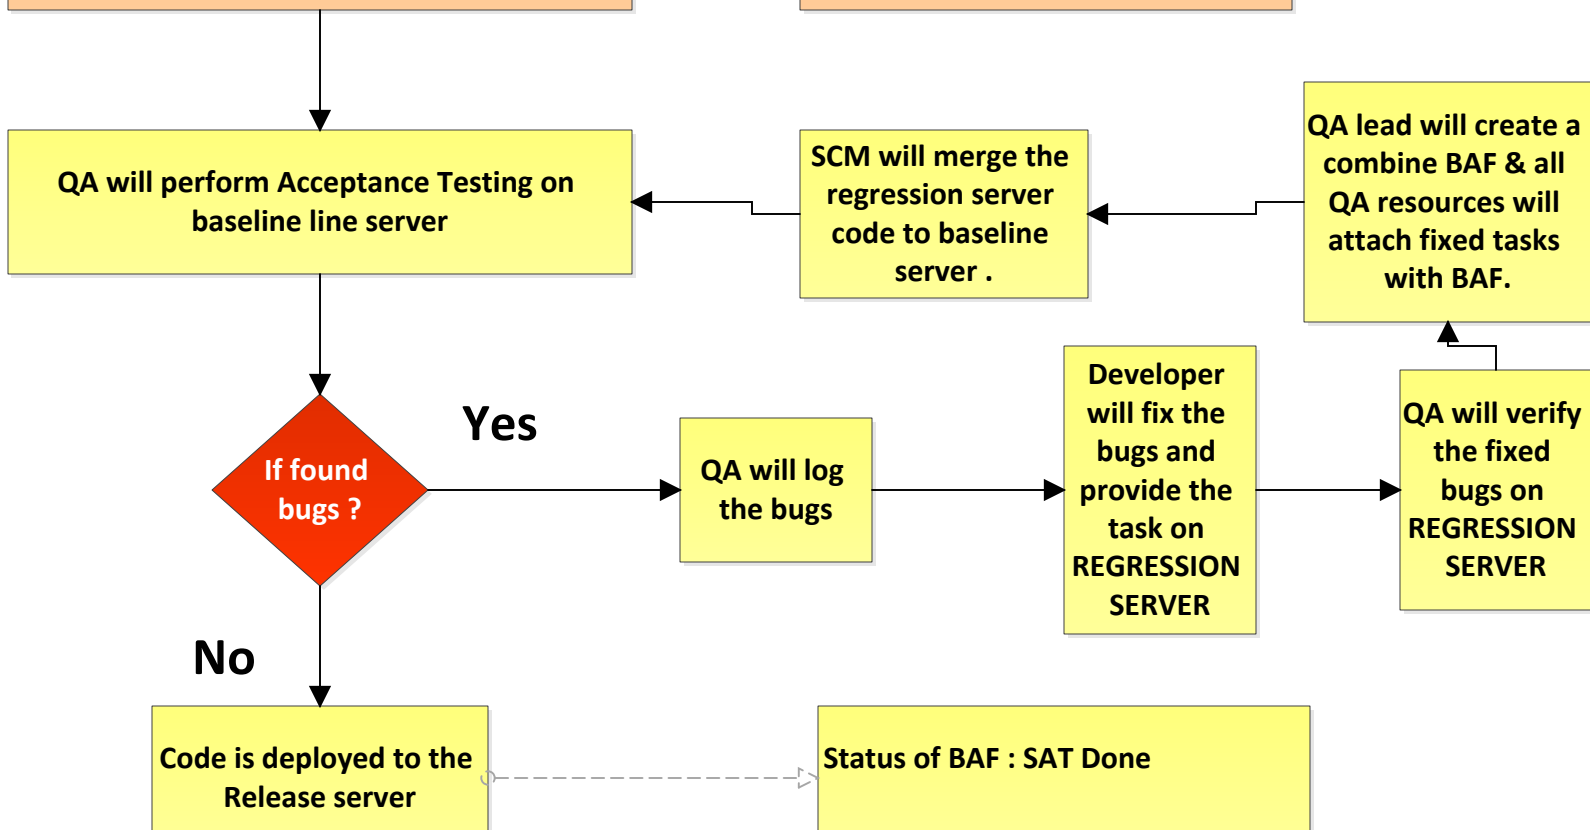 QA will perform Acceptance Testing on
baseline line server
SCM will merge the
regression server
code to baseline
server .
QA lead will create a
combine BAF & all
QA resources will
attach fixed tasks
with BAF.
If found
bugs ?
Yes
QA will log
the bugs
Developer
will fix the
bugs and
provide the
task on
REGRESSION
SERVER
QA will verify
the fixed
bugs on
REGRESSION
SERVER
No
Code is deployed to the
Release server
Status of BAF : SAT Done